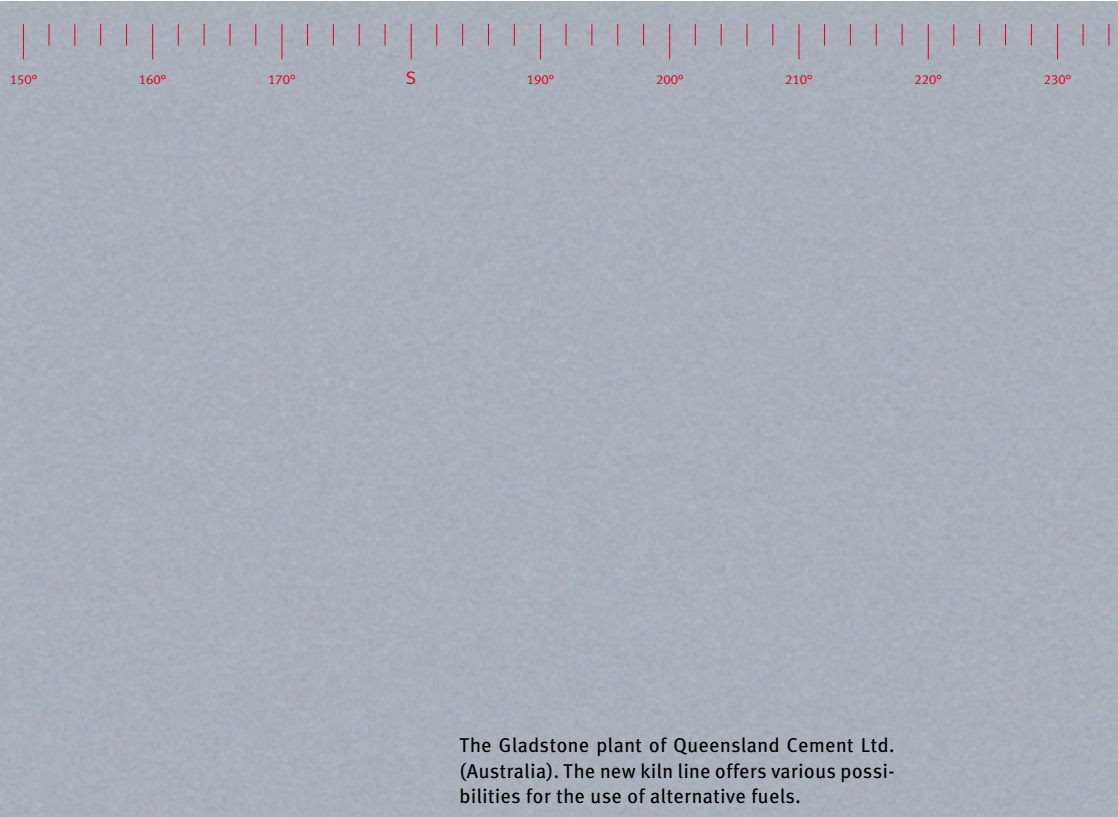 150° 160° 170° S 190° 200° 210° 220° 230°
The Gladstone plant of Queensland Cement Ltd.
(Australia). The new kiln line offers various possi-
bilities for the use of alternative fuels.